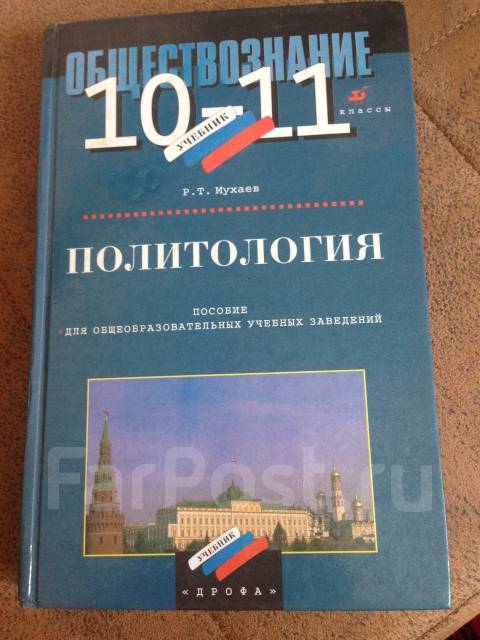 ОБЩЕСТВОЗНАНИЕ
10-11
классы
УЧЕБНИК
Р.Т. Мухаев
ПОЛИТОЛОГИЯ
ПОСОБИЕ
ДЛЯ ОБЩЕОБРАЗОВАТЕЛЬНЫХ УЧЕБНЫХ ЗАВЕДЕНИЙ
FarPost.ru
УЧЕБНИК
«ДРОФА»